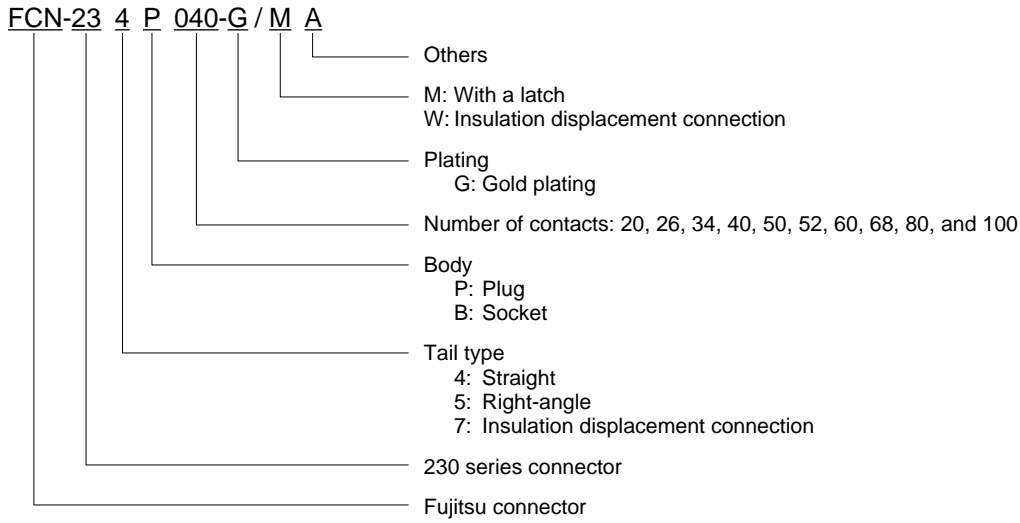 FCN-23 4 P 040-G / M A
Others
M: With a latch
W: Insulation displacement connection
Plating
G: Gold plating
Number of contacts: 20, 26, 34, 40, 50, 52, 60, 68, 80, and 100
Body
P: Plug
B: Socket
Tail type
4: Straight
5: Right-angle
7: Insulation displacement connection
230 series connector
Fujitsu connector